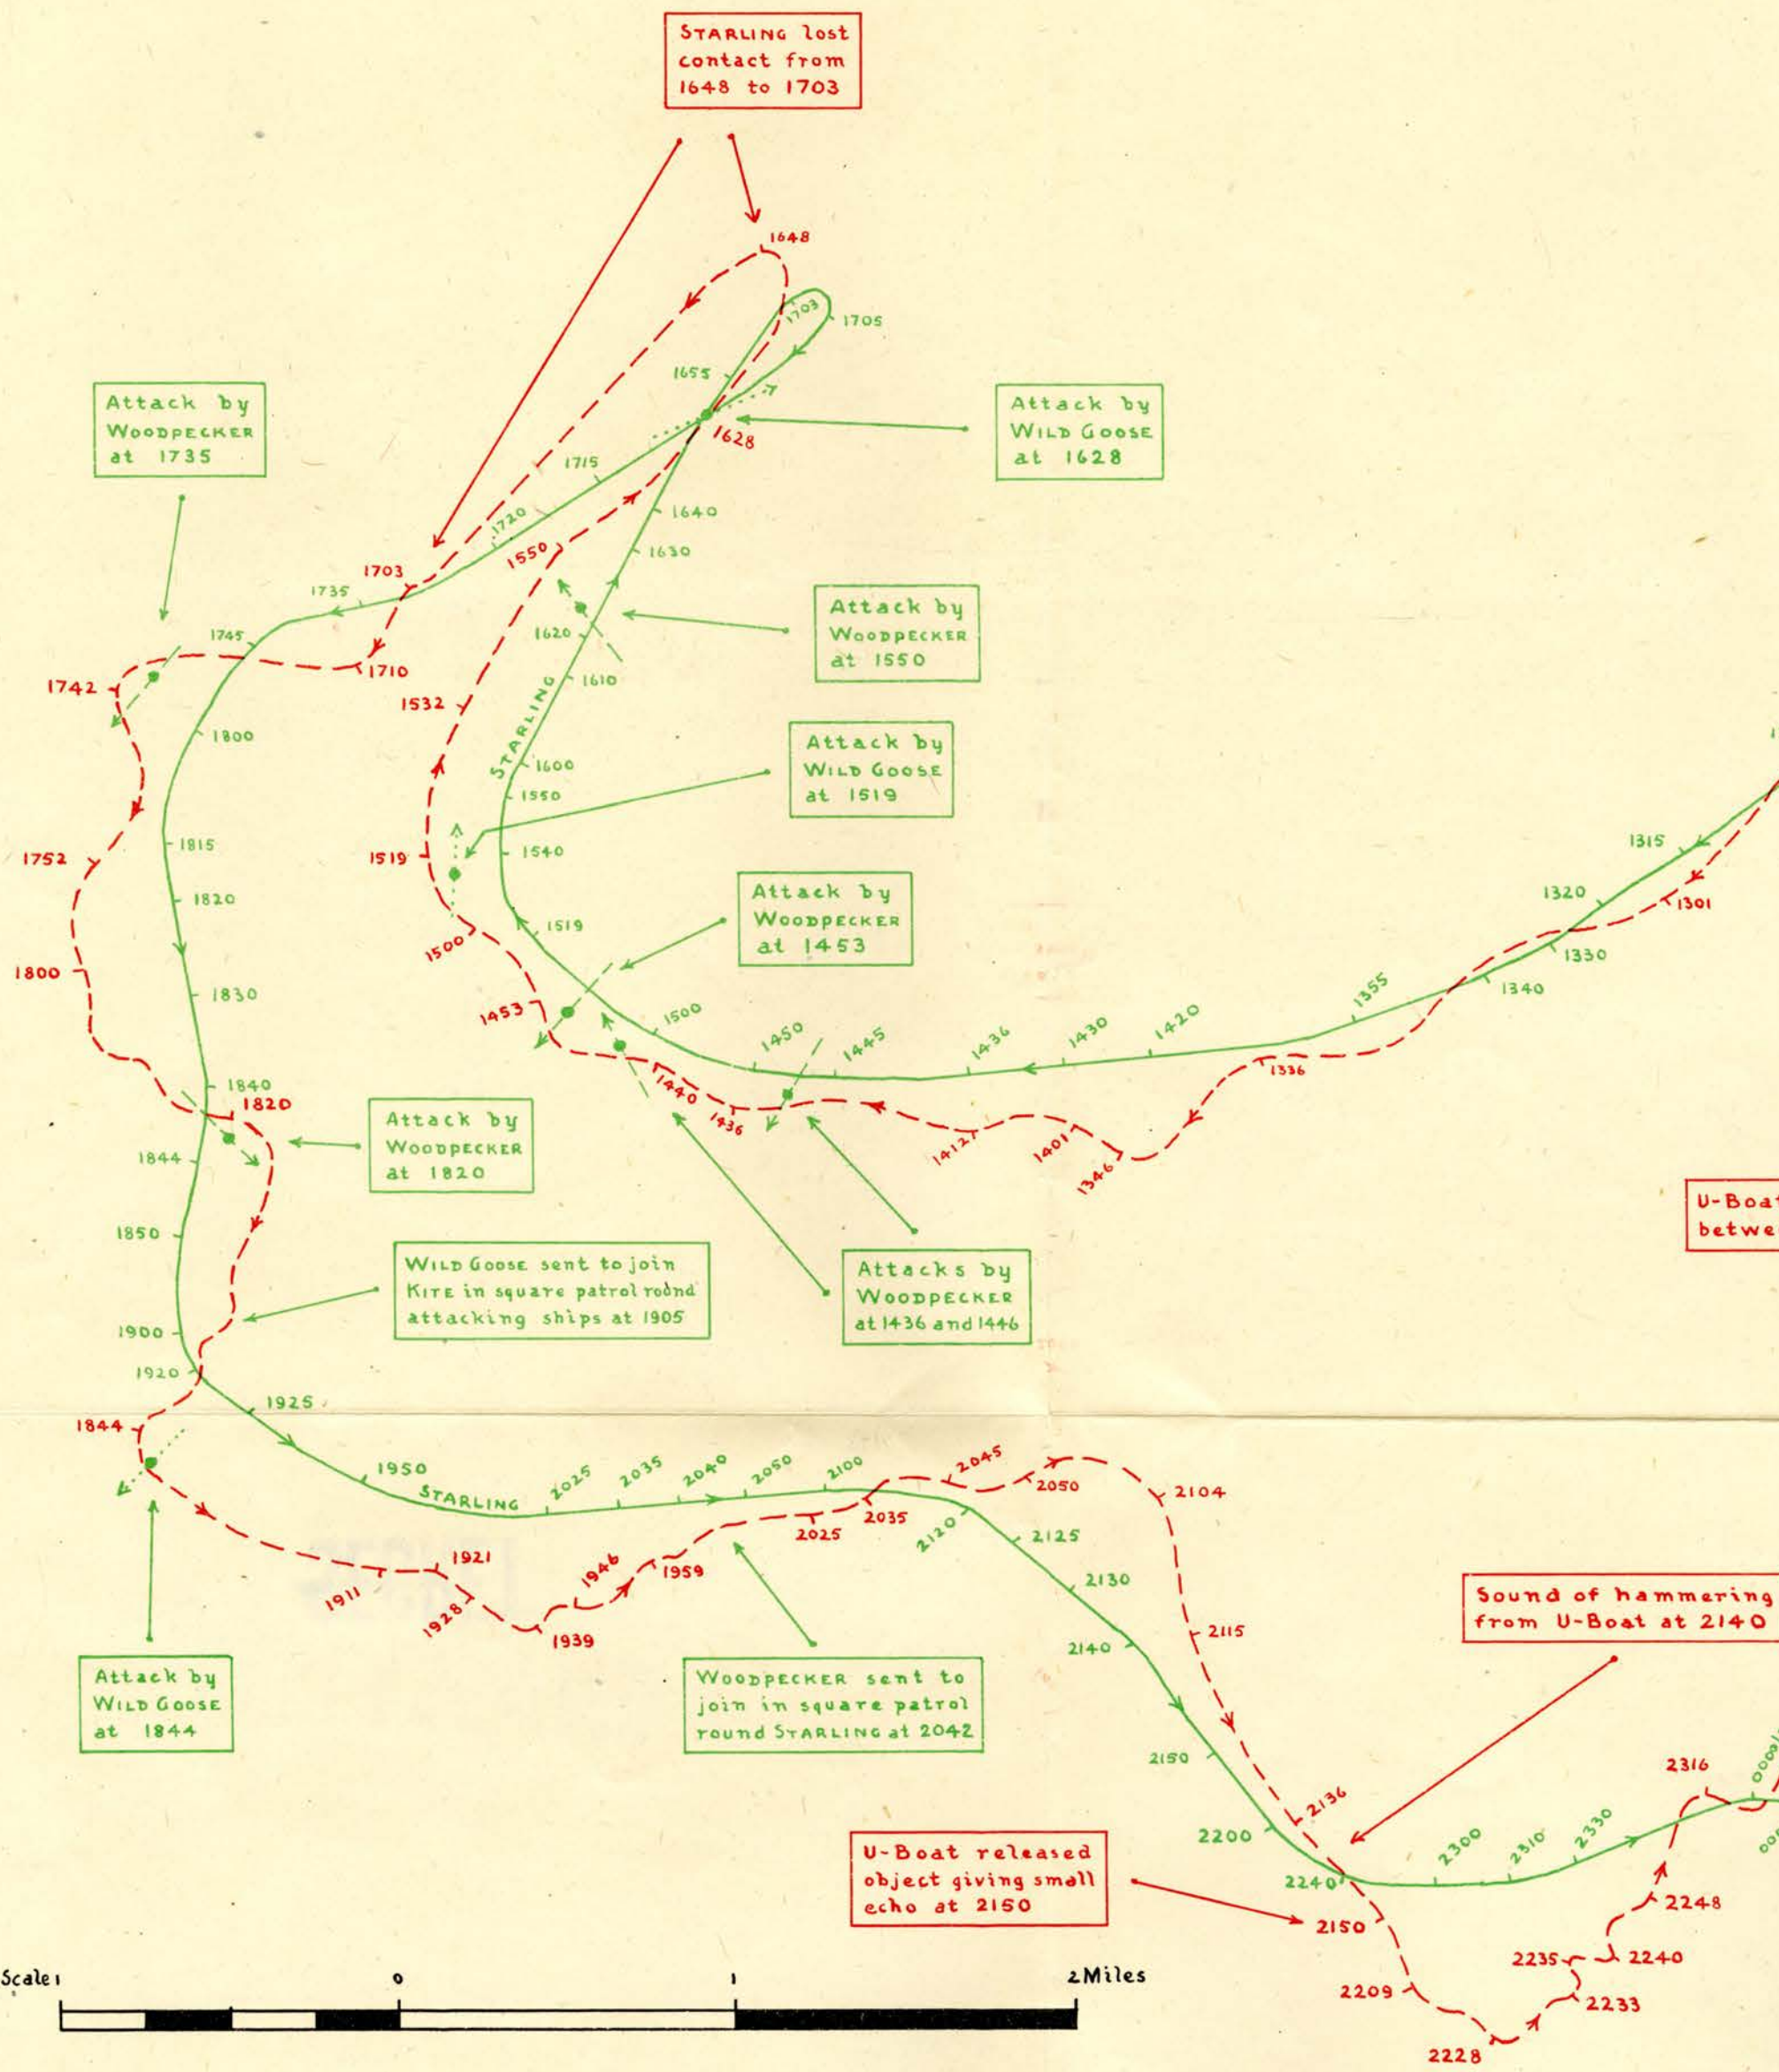 STARLING lost
contact from
1648 to 1703
1648
1703
1705
1655
1628
Attack by
WOODPECKER
at 1735
Attack by
WILD GOOSE
at 1628
1715
1720
1640
1550
1630
1703
1735
1620
Attack by
WOODPECKER
at 1550
1745
1710
1742
1610
1532
STARLING
1800
1600
1550
Attack by
WILD GOOSE
at 1519
1815
1752
1519
1540
1315
1820
1320
1301
Attack by
WOODPECKER
at 1453
1519
1500
1330
1800
1830
1340
1355
1453
1500
1450
1445
1436
1430
1420
1336
1840
1820
1440
1436
1412
1401
1346
Attack by
WOODPECKER
at 1820
1844
1850
U-Boat
betwe
WILD GOOSE sent to join
KITE in square patrol round
attacking ships at 1905
Attacks by
WOODPECKER
at 1436 and 1446
1900
1920
1925
1844
1950
STARLING
2025
2035
2040
2050
2100
2045
2050
2104
2035
2025
2120
2125
1921
1911
1946
1959
1928
1939
2130
2115
2140
Sound of hammering
from U-Boat at 2140
Attack by
WILD GOOSE
at 1844
WOODPECKER sent to
join in square patrol
round STARLING at 2042
2150
2316
2136
2200
2300
2310
2330
U-Boat released
object giving small
echo at 2150
2240
2150
2248
2235
2240
2209
2233
2228
Scale 1 0 1 2 Miles